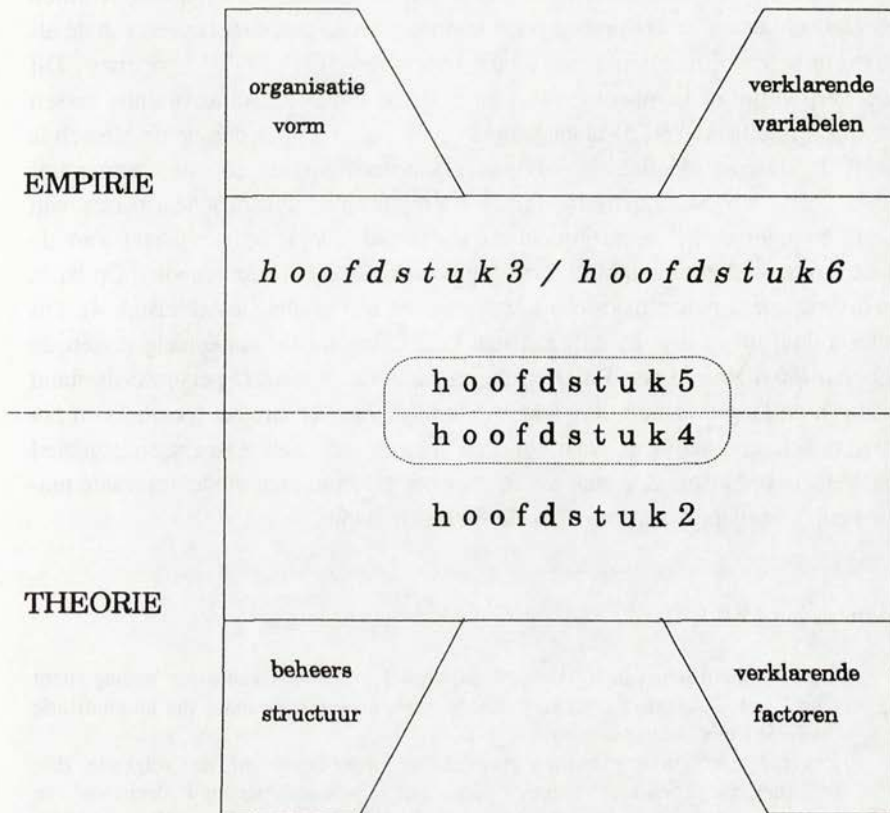 organisatie
vorm
verklarende
variabelen
EMPIRIE
hoofdstuk3 / hoofdstuk6
hoofdstuk5
hoofdstuk4
hoofdstuk2
THEORIE
beheers
structuur
verklarende
factoren